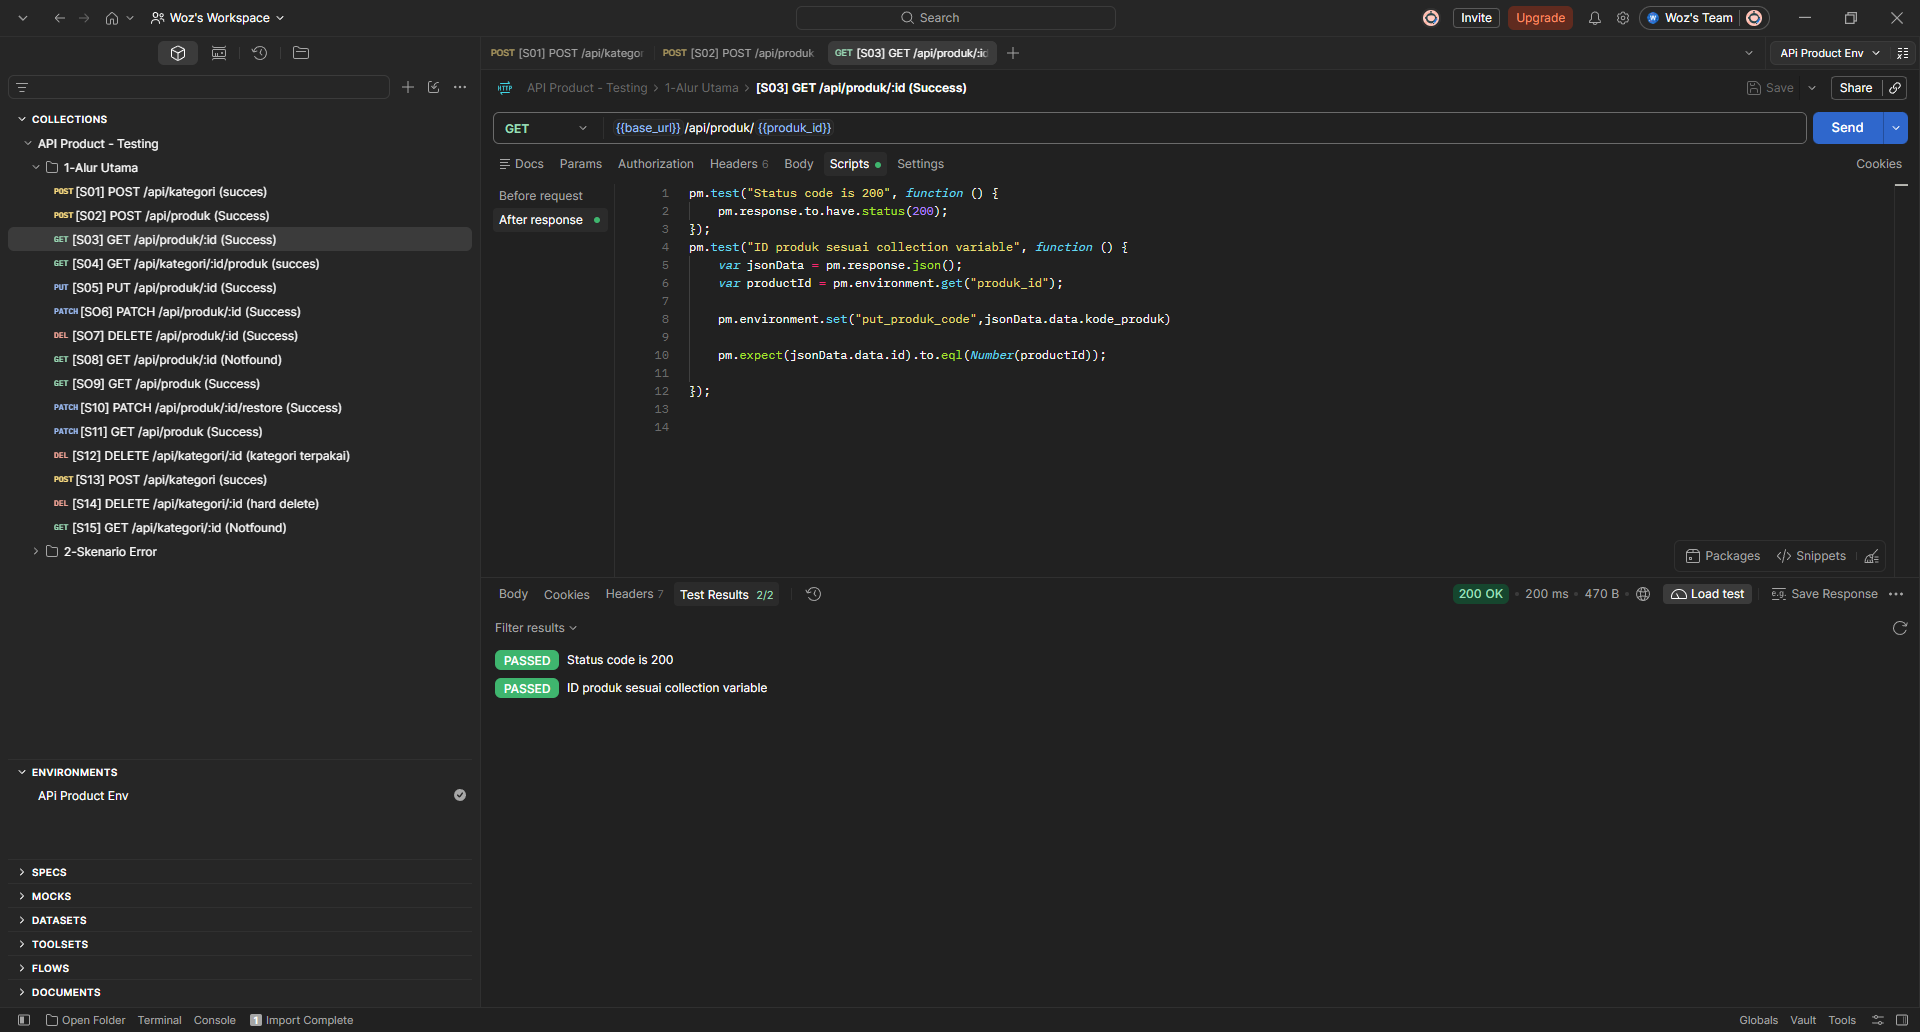 Woz's Workspace
Search
Invite
Upgrade
Woz's Team
POST [S01] POST /api/kategor
POST [S02] POST /api/produk
GET [S03] GET /api/produk/:id
APi Product Env
HTTP API Product - Testing > 1-Alur Utama > [S03] GET /api/produk/:id (Success)
Save
Share
COLLECTIONS
API Product - Testing
1-Alur Utama
POST [S01] POST /api/kategori (succes)
POST [S02] POST /api/produk (Success)
GET [S03] GET /api/produk/:id (Success)
GET [S04] GET /api/kategori/:id/produk (succes)
PUT [S05] PUT /api/produk/:id (Success)
PATCH [SO6] PATCH /api/produk/:id (Success)
DEL [SO7] DELETE /api/produk/:id (Success)
GET [S08] GET /api/produk/:id (Notfound)
GET [SO9] GET /api/produk (Success)
PATCH [S10] PATCH /api/produk/:id/restore (Success)
PATCH [S11] GET /api/produk (Success)
DEL [S12] DELETE /api/kategori/:id (kategori terpakai)
POST [S13] POST /api/kategori (succes)
DEL [S14] DELETE /api/kategori/:id (hard delete)
GET [S15] GET /api/kategori/:id (Notfound)
2-Skenario Error
ENVIRONMENTS
APi Product Env
SPECS
MOCKS
DATASETS
TOOLSETS
FLOWS
DOCUMENTS
GET
{{base_url}} /api/produk/ {{produk_id}}
Send
Docs Params Authorization Headers 6 Body Scripts Settings
Cookies
Before request
After response
1 pm.test("Status code is 200", function () {
2 pm.response.to.have.status(200);
3 });
4 pm.test("ID produk sesuai collection variable", function () {
5 var jsonData = pm.response.json();
6 var productId = pm.environment.get("produk_id");
7
8 pm.environment.set("put_produk_code",jsonData.data.kode_produk)
9
10 pm.expect(jsonData.data.id).to.eql(Number(productId));
11
12 });
13
14
Packages
Snippets
Body Cookies Headers 7 Test Results 2/2
200 OK
200 ms
470 B
Load test
e.g. Save Response
Filter results
PASSED Status code is 200
PASSED ID produk sesuai collection variable
Open Folder
Terminal
Console
1 Import Complete
Globals
Vault
Tools